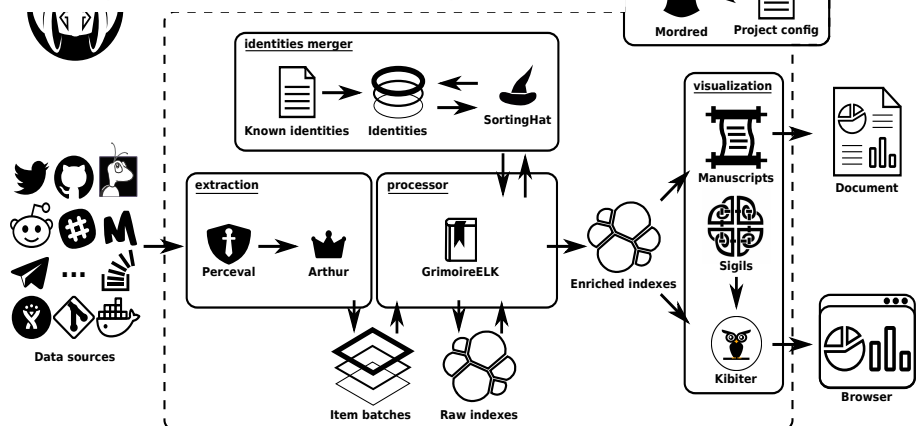 Mordred
Project config
identities merger
Known identities
Identities
SortingHat
visualization
Manuscripts
Document
extraction
Perceval
Arthur
processor
GrimoireELK
Enriched indexes
Sigils
...
Data sources
Kibiter
Browser
Item batches
Raw indexes